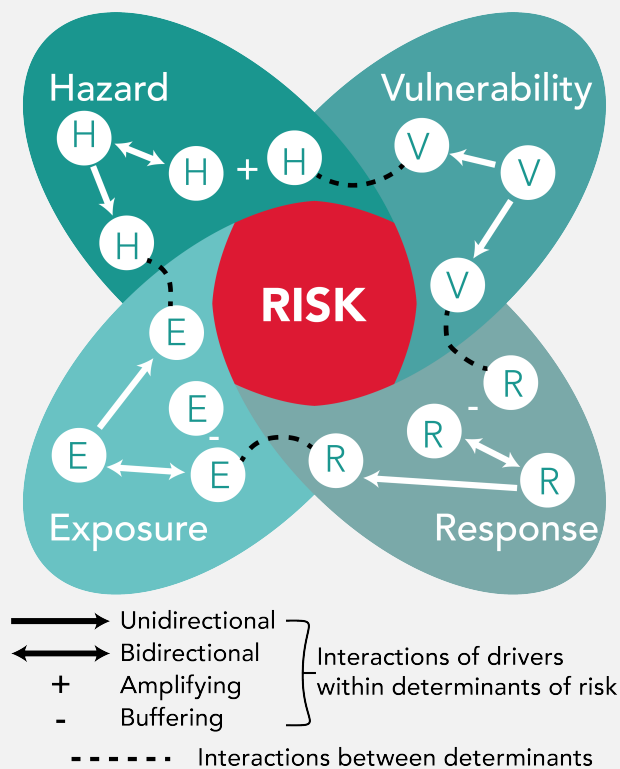 Hazard
Vulnerability
H
H + H
H
V
V
V
RISK
E
E
-
E
E
R
-
R
R
R
Exposure
Response
Unidirectional
Bidirectional
+ Amplifying
- Buffering
Interactions of drivers
within determinants of risk
Interactions between determinants